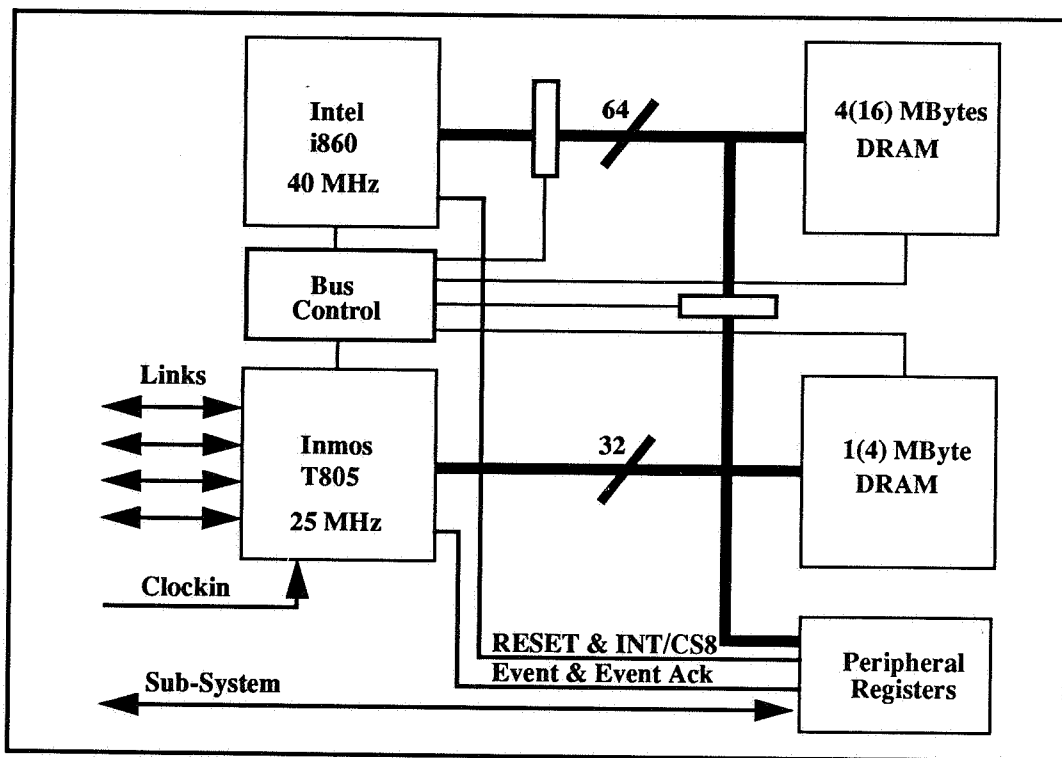 Intel
i860
40 MHz
64
4(16) MBytes
DRAM
Bus
Control
Links
Inmos
T805
25 MHz
32
1(4) MByte
DRAM
Clockin
RESET & INT/CS8
Event & Event Ack
Sub-System
Peripheral
Registers